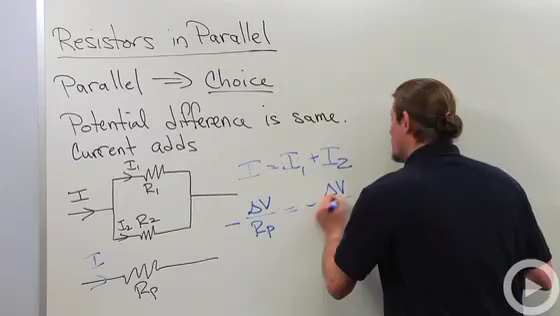 Resistors in Parallel
Parallel ⇒ Choice
Potential difference is same.
Current adds
I
I₁
R₁
I₂ R₂
I = I₁ + I₂
- ΔV/Rp = - ΔV
I
Rp